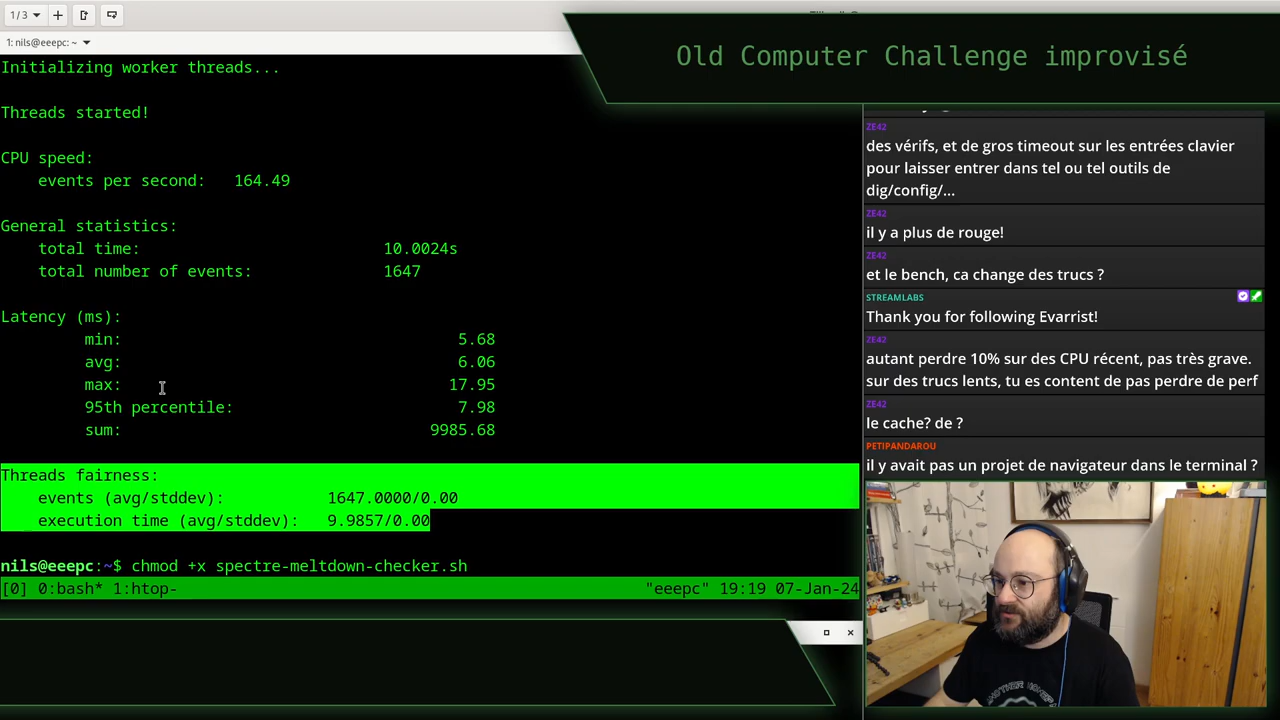 1/3
1: nils@eeepc: ~
Old Computer Challenge improvisé
Initializing worker threads...
Threads started!
CPU speed:
events per second: 164.49
General statistics:
total time: 10.0024s
total number of events: 1647
Latency (ms):
min: 5.68
avg: 6.06
max: 17.95
95th percentile: 7.98
sum: 9985.68
Threads fairness:
events (avg/stddev): 1647.0000/0.00
execution time (avg/stddev): 9.9857/0.00
nils@eeepc:~$ chmod +x spectre-meltdown-checker.sh
[0] 0:bash* 1:htop- "eeepc" 19:19 07-Jan-24
ZE42
des vérifs, et de gros timeout sur les entrées clavier
pour laisser entrer dans tel ou tel outils de
dig/config/...
ZE42
il y a plus de rouge!
ZE42
et le bench, ca change des trucs ?
STREAMLABS
Thank you for following Evarrist!
ZE42
autant perdre 10% sur des CPU récent, pas très grave.
sur des trucs lents, tu es content de pas perdre de perf
ZE42
le cache? de ?
PETIPANDAROU
il y avait pas un projet de navigateur dans le terminal ?